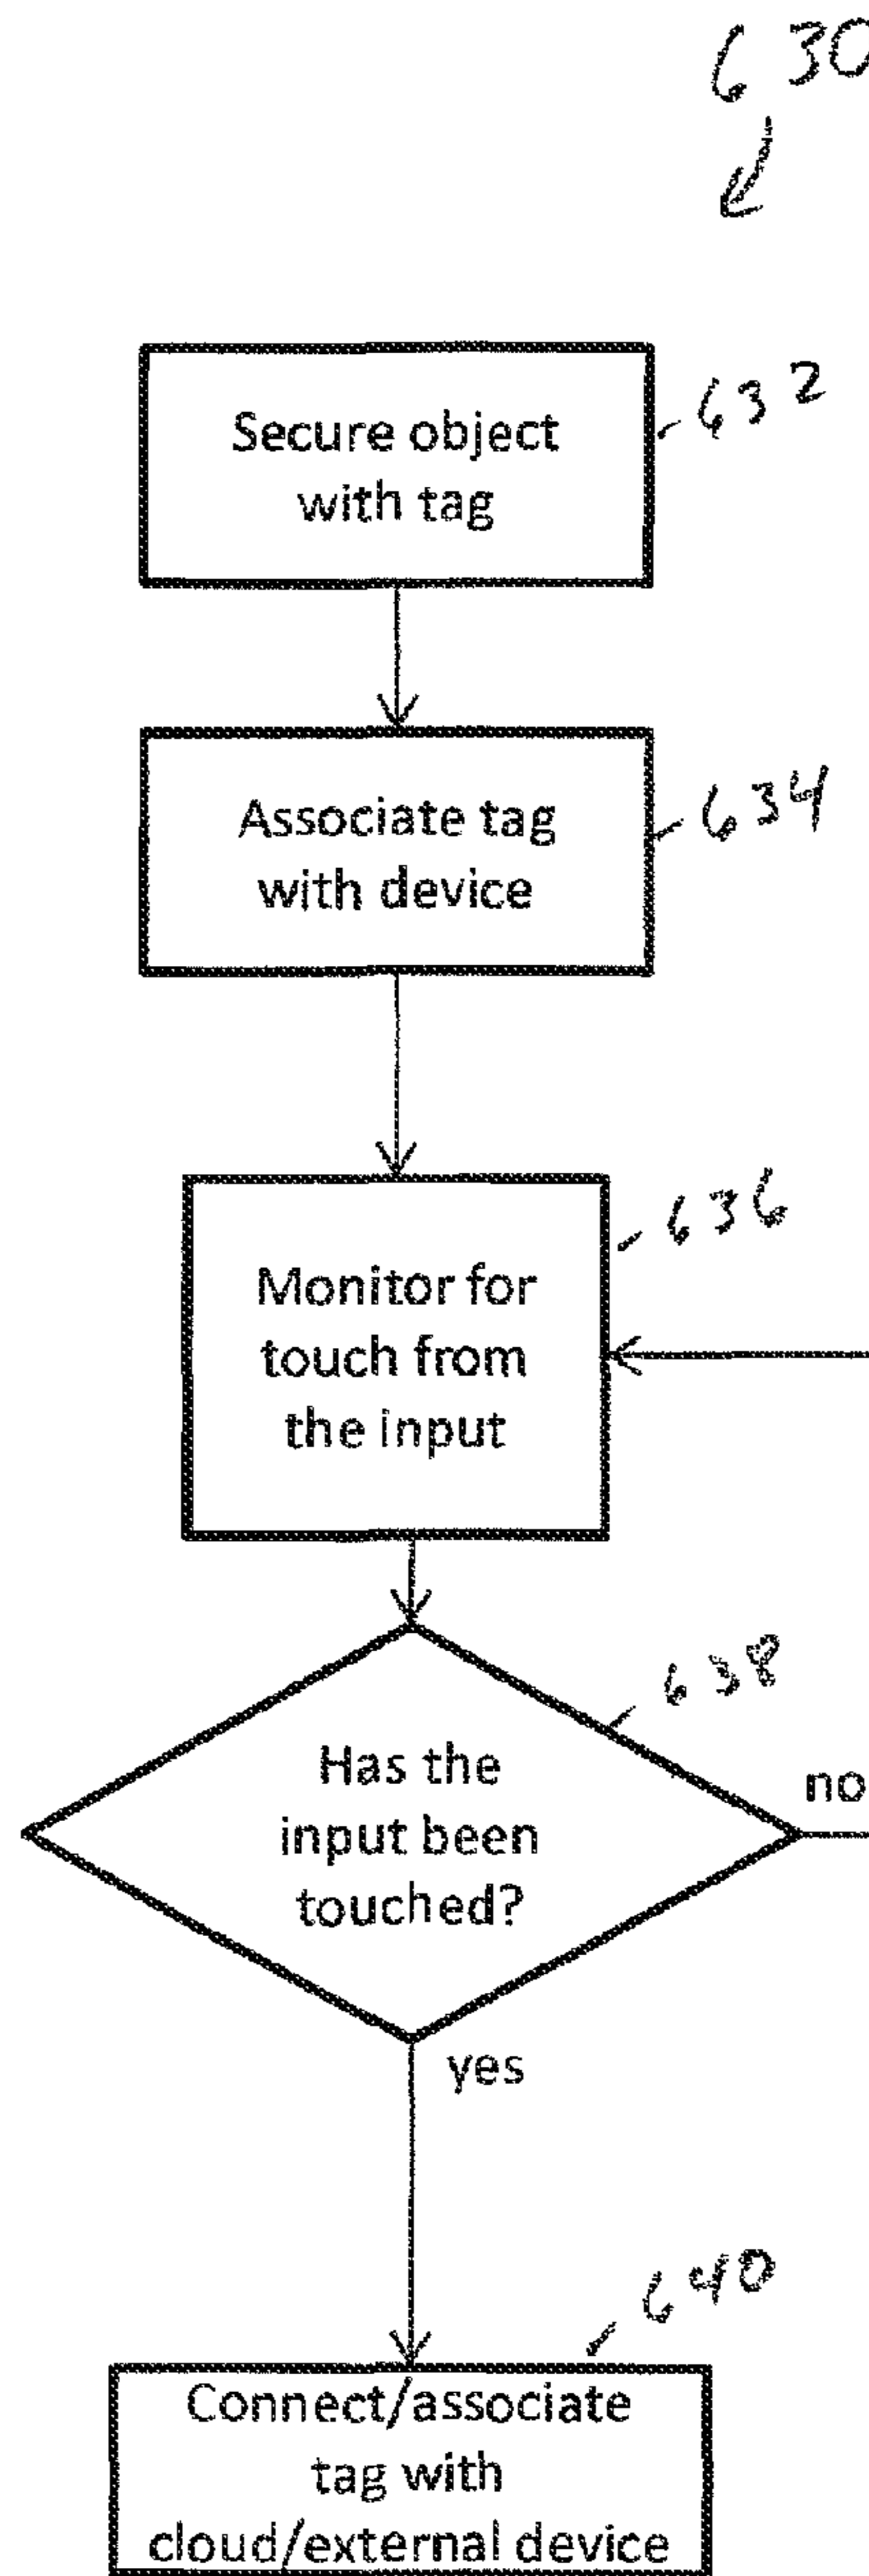 630
Secure object
with tag
632
Associate tag
with device
634
636
Monitor for
touch from
the input
638
Has the
input been
touched?
no
yes
640
Connect/associate
tag with
cloud/external device